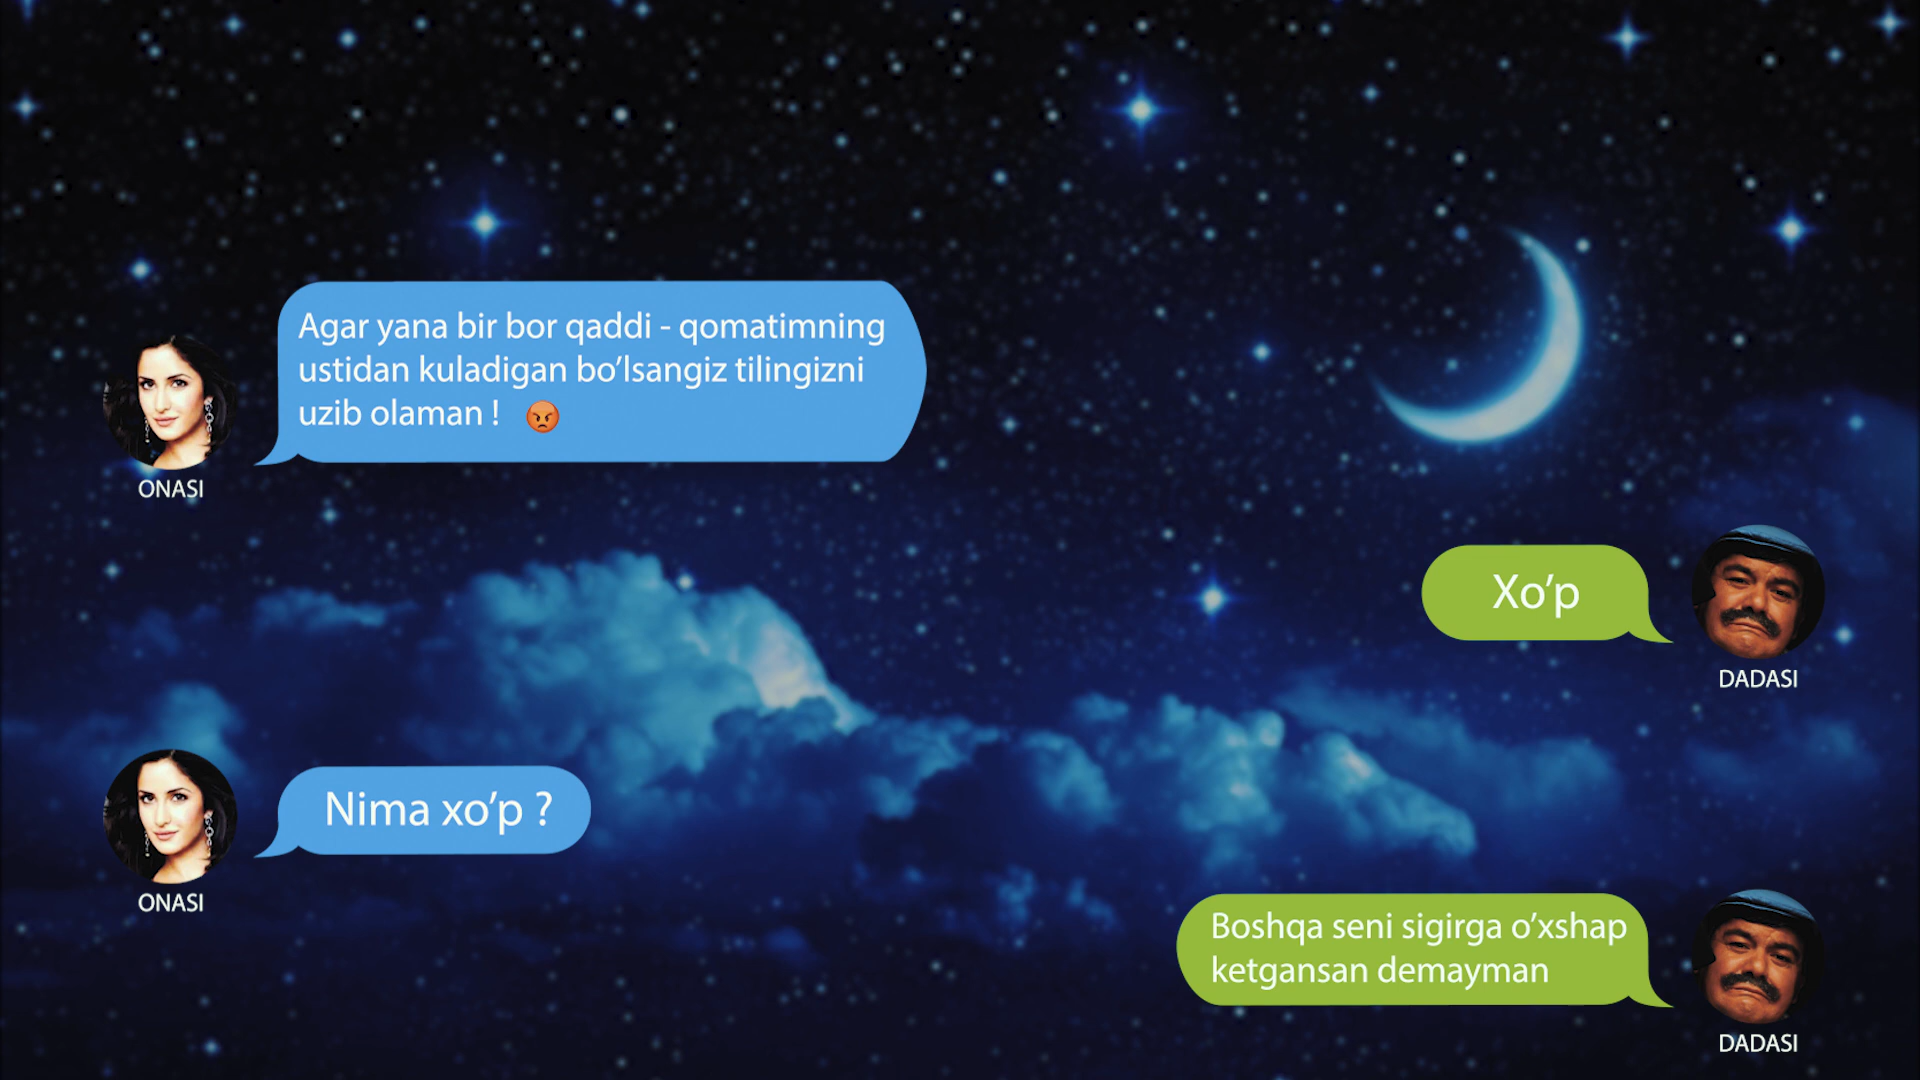 Agar yana bir bor qaddi - qomatimning
ustidan kuladigan bo’lsangiz tilingizni
uzib olaman ! 😡
ONASI
Xo’p
DADASI
Nima xo’p ?
ONASI
Boshqa seni sigirga o’xshap
ketgansan demayman
DADASI